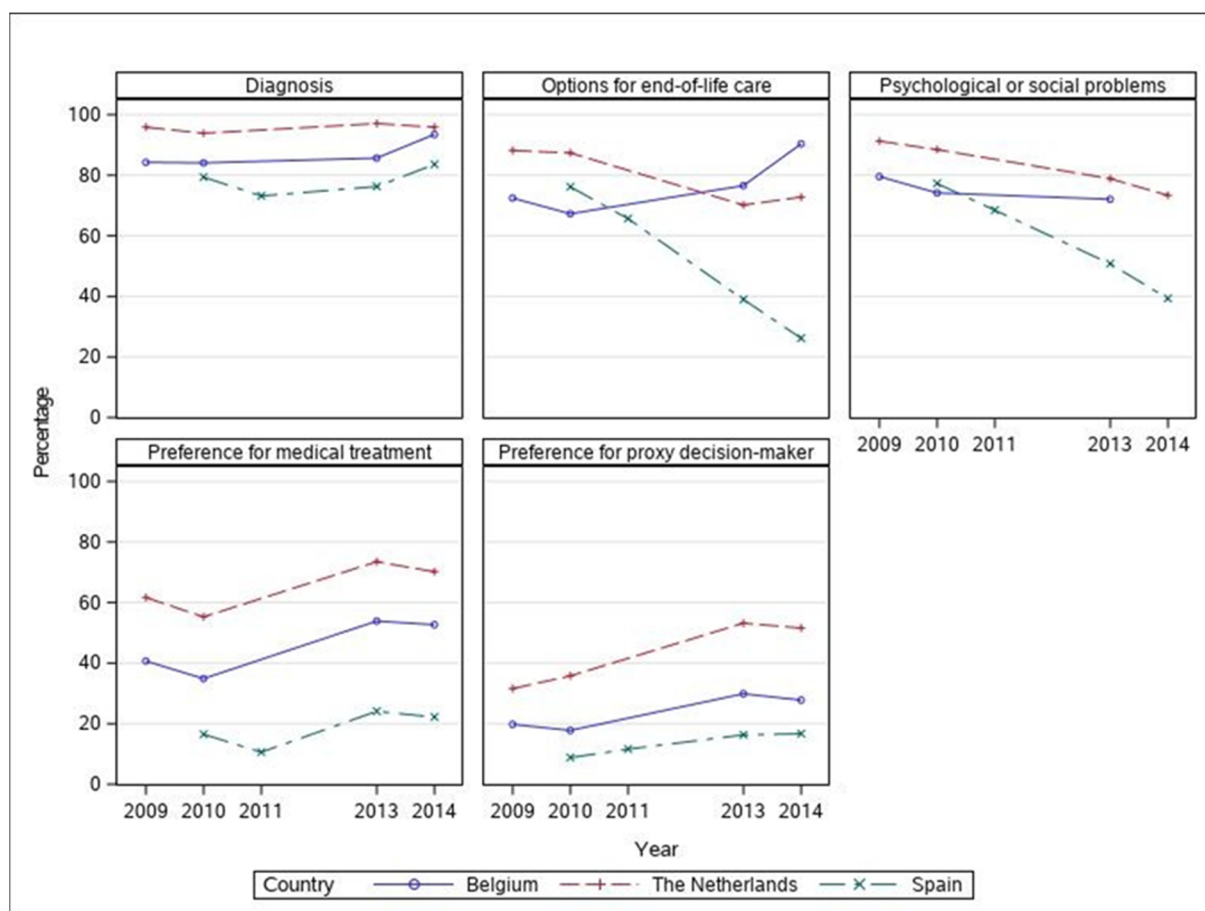 Diagnosis
Options for end-of-life care
Psychological or social problems
100
80
60
40
20
0
2009 2010 2011 2013 2014
Percentage
Preference for medical treatment
Preference for proxy decision-maker
100
80
60
40
20
0
2009 2010 2011 2013 2014
2009 2010 2011 2013 2014
Year
Country Belgium The Netherlands Spain